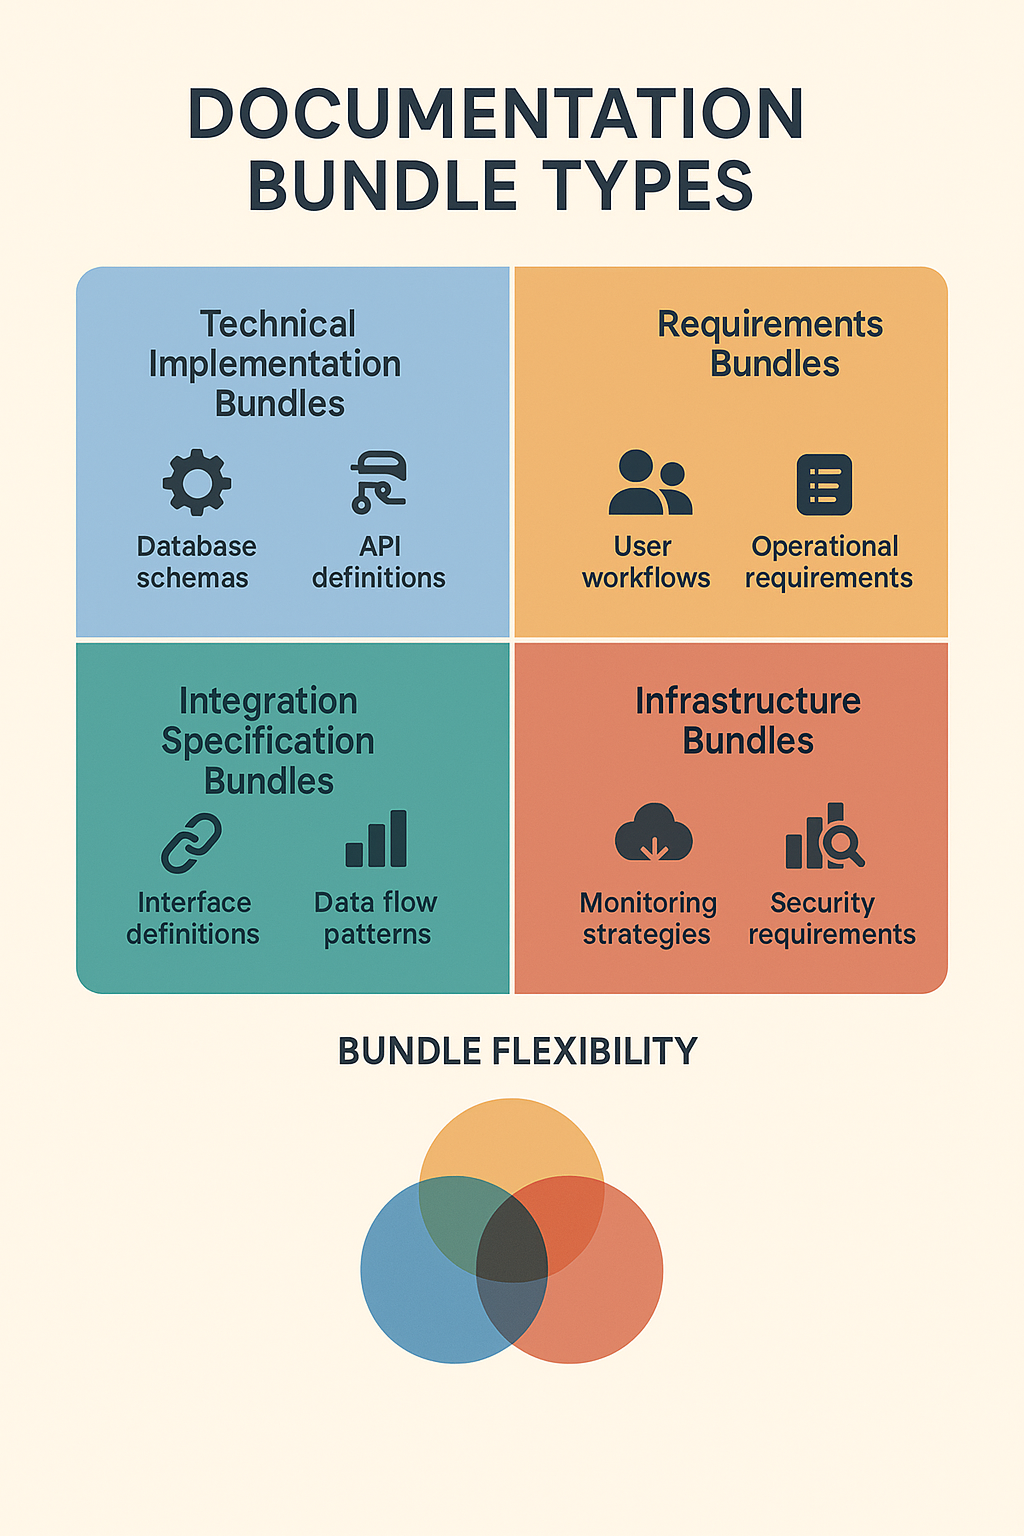 DOCUMENTATION
BUNDLE TYPES
Technical
Implementation
Bundles
Database
schemas
API
definitions
Requirements
Bundles
User
workflows
Operational
requirements
Integration
Specification
Bundles
Interface
definitions
Data flow
patterns
Infrastructure
Bundles
Monitoring
strategies
Security
requirements
BUNDLE FLEXIBILITY